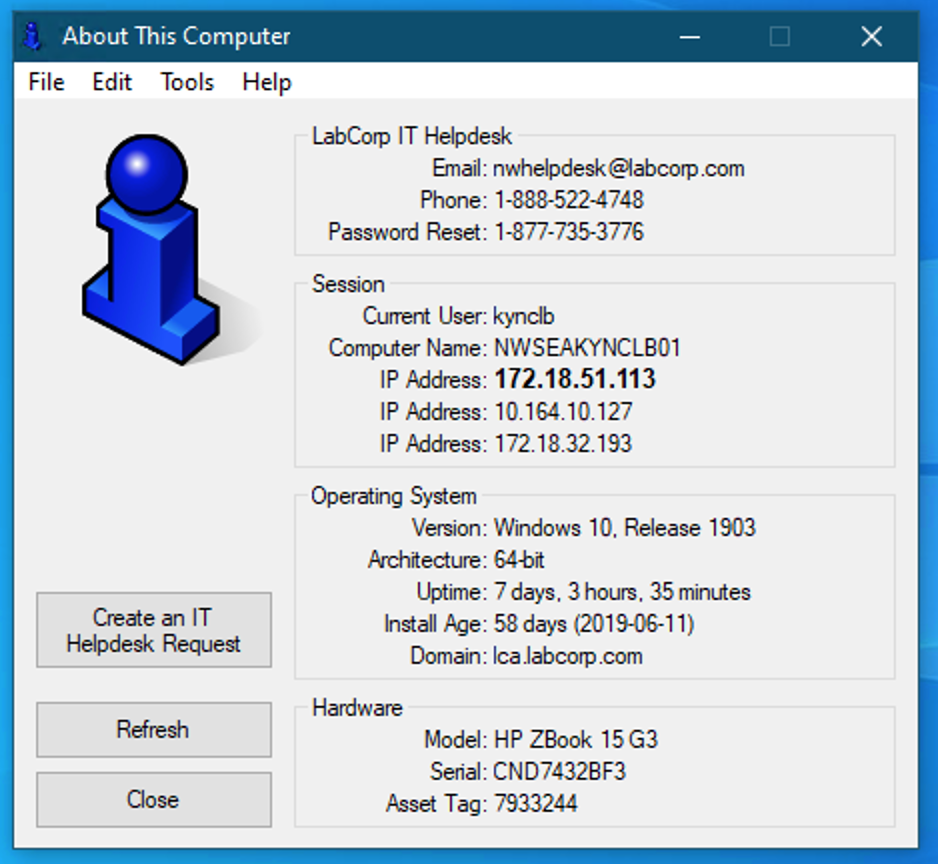 About This Computer
File Edit Tools Help
LabCorp IT Helpdesk
Email: nwhelpdesk@labcorp.com
Phone: 1-888-522-4748
Password Reset: 1-877-735-3776
Session
Current User: kynclb
Computer Name: NWSEAKYNCLB01
IP Address: 172.18.51.113
IP Address: 10.164.10.127
IP Address: 172.18.32.193
Operating System
Version: Windows 10, Release 1903
Architecture: 64-bit
Uptime: 7 days, 3 hours, 35 minutes
Install Age: 58 days (2019-06-11)
Domain: lca.labcorp.com
Hardware
Model: HP ZBook 15 G3
Serial: CND7432BF3
Asset Tag: 7933244
Create an IT
Helpdesk Request
Refresh
Close